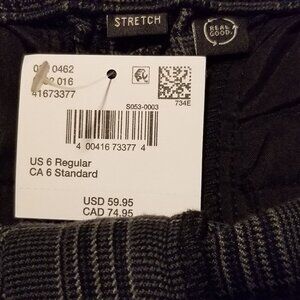 STRETCH
REAL
GOOD.
0462
016
41673377
S053-0003
734E
4 00416 73377 4
US 6 Regular
CA 6 Standard
USD 59.95
CAD 74.95